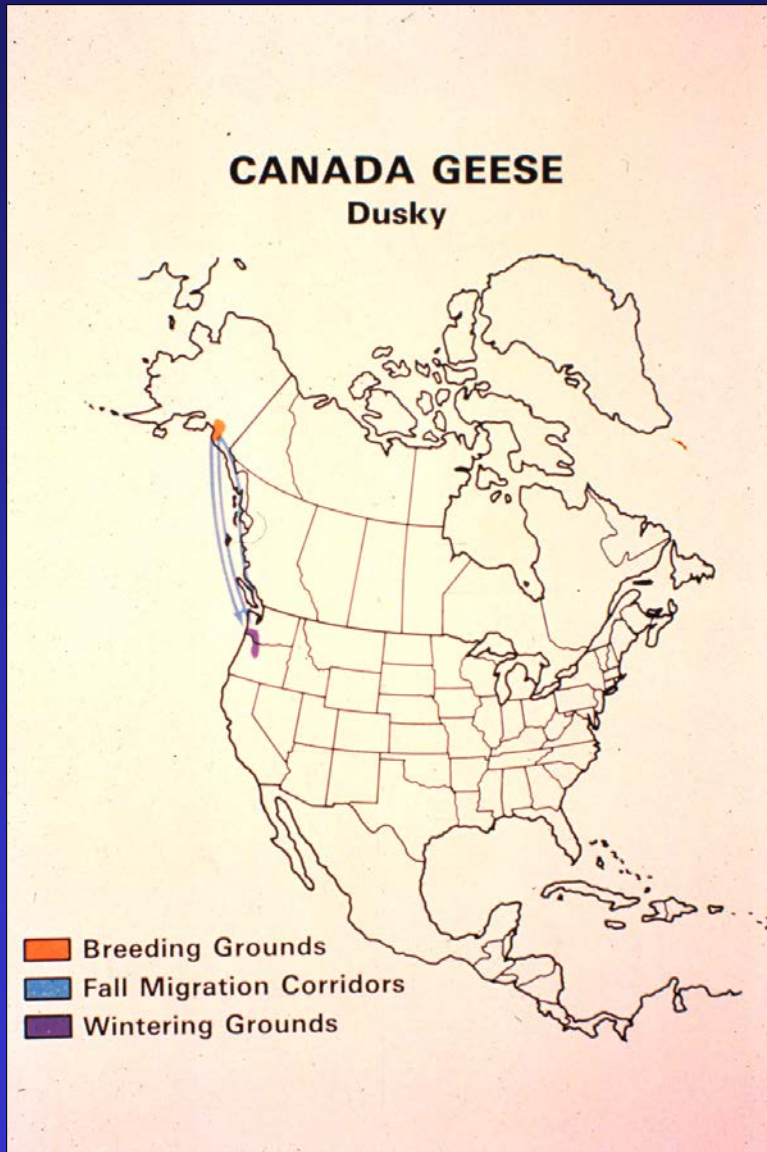 CANADA GEESE
Dusky
Breeding Grounds
Fall Migration Corridors
Wintering Grounds